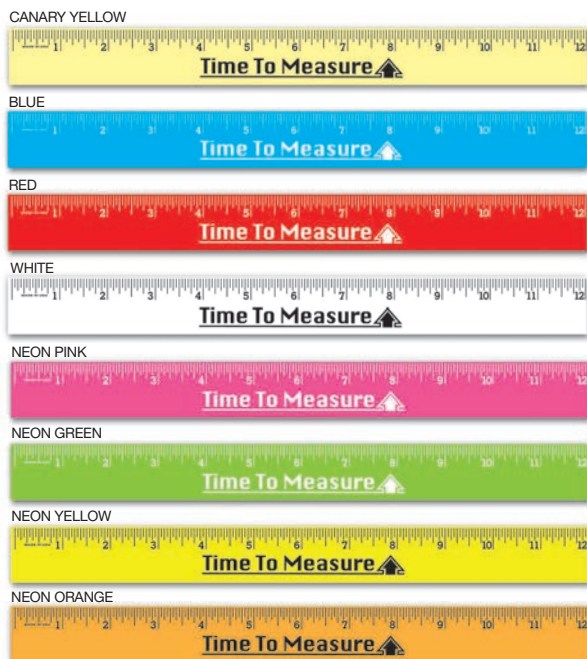 CANARY YELLOW
1 2 3 4 5 6 7 8 9 10 11 12
Time To Measure
BLUE
1 2 3 4 5 6 7 8 9 10 11 12
Time To Measure
RED
1 2 3 4 5 6 7 8 9 10 11 12
Time To Measure
WHITE
1 2 3 4 5 6 7 8 9 10 11 12
Time To Measure
NEON PINK
1 2 3 4 5 6 7 8 9 10 11 12
Time To Measure
NEON GREEN
1 2 3 4 5 6 7 8 9 10 11 12
Time To Measure
NEON YELLOW
1 2 3 4 5 6 7 8 9 10 11 12
Time To Measure
NEON ORANGE
1 2 3 4 5 6 7 8 9 10 11 12
Time To Measure